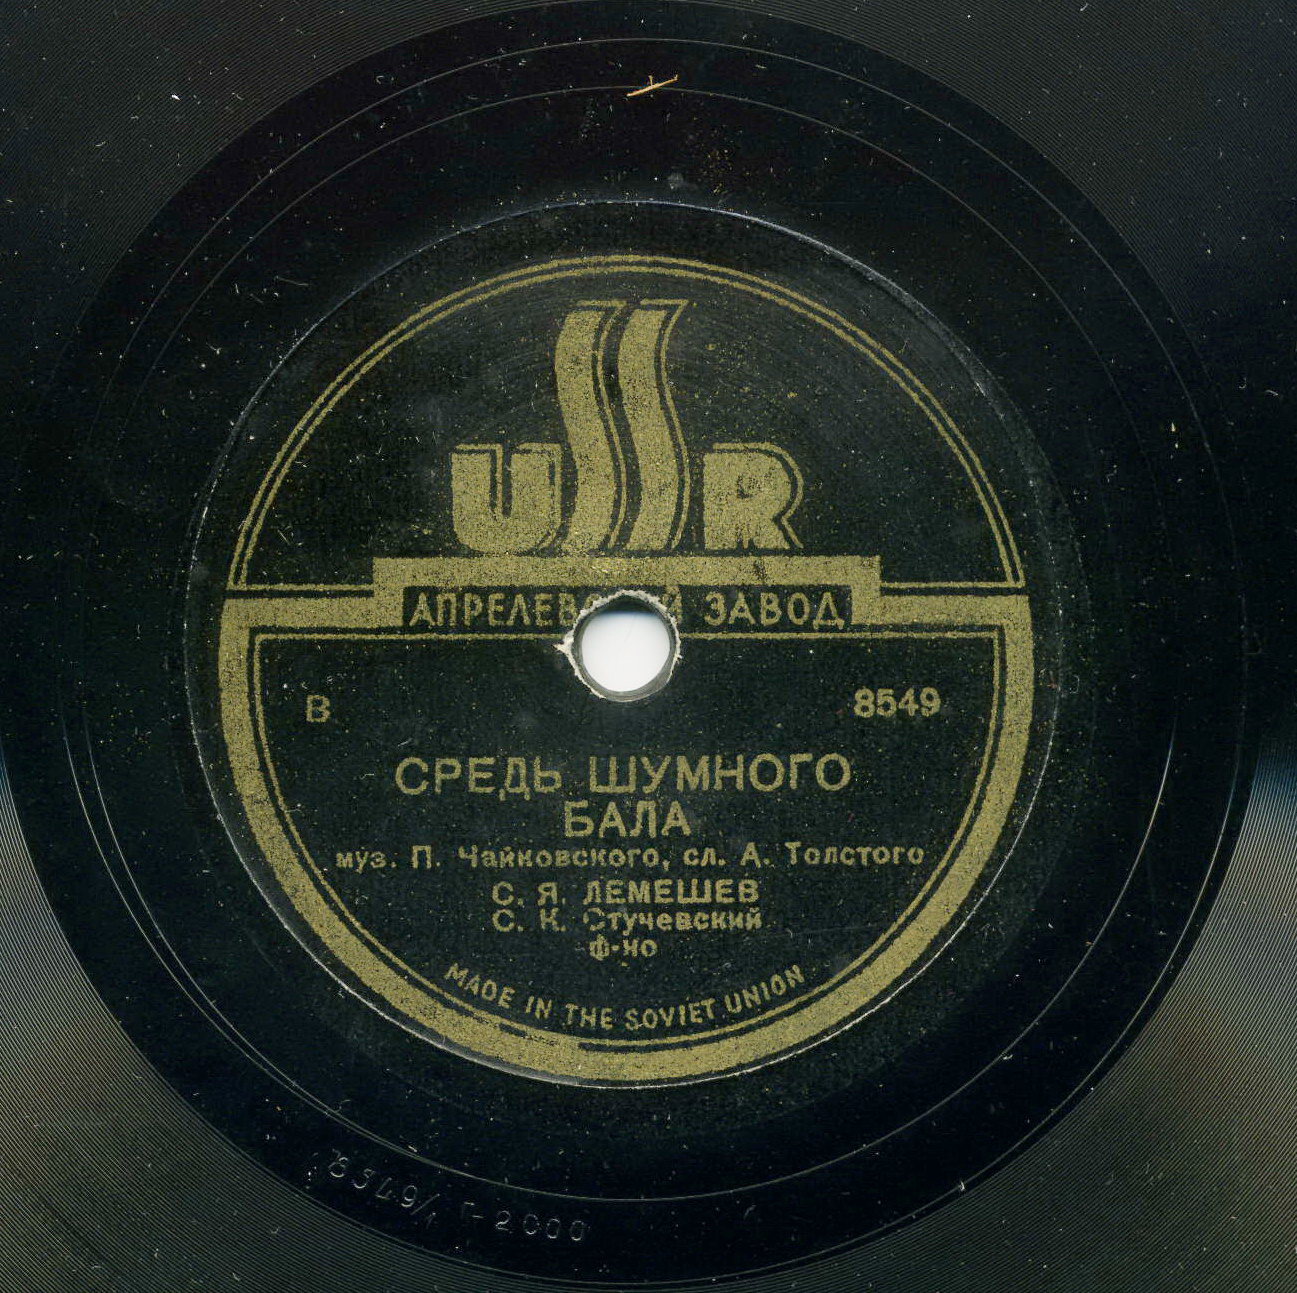 USSR
АПРЕЛЕВСКИЙ ЗАВОД
В 8549
СРЕДЬ ШУМНОГО
БАЛА
муз. П. Чайковского, сл. А. Толстого
С. Я. ЛЕМЕШЕВ
С. К. Стучевский
ф-но
MADE IN THE SOVIET UNION
8549/1 Г-2000